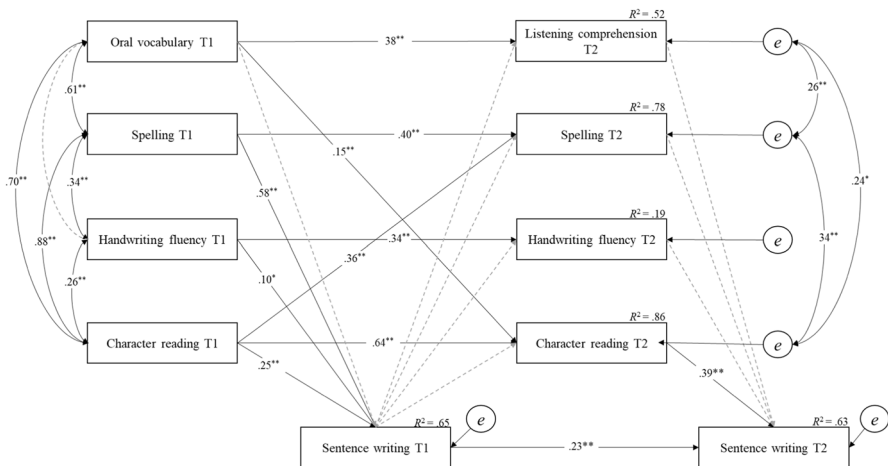 R² = .52
Oral vocabulary T1
38**
Listening comprehension
T2
e
.61**
26**
R² = .78
Spelling T1
.40**
Spelling T2
e
.15**
.70**
.34**
.58**
.24*
.88**
R² = .19
Handwriting fluency T1
.34**
Handwriting fluency T2
e
34**
.36**
.26**
.10*
R² = .86
Character reading T1
.64**
Character reading T2
e
.25**
.39**
R² = .65
e
R² = .63
e
Sentence writing T1
.23**
Sentence writing T2